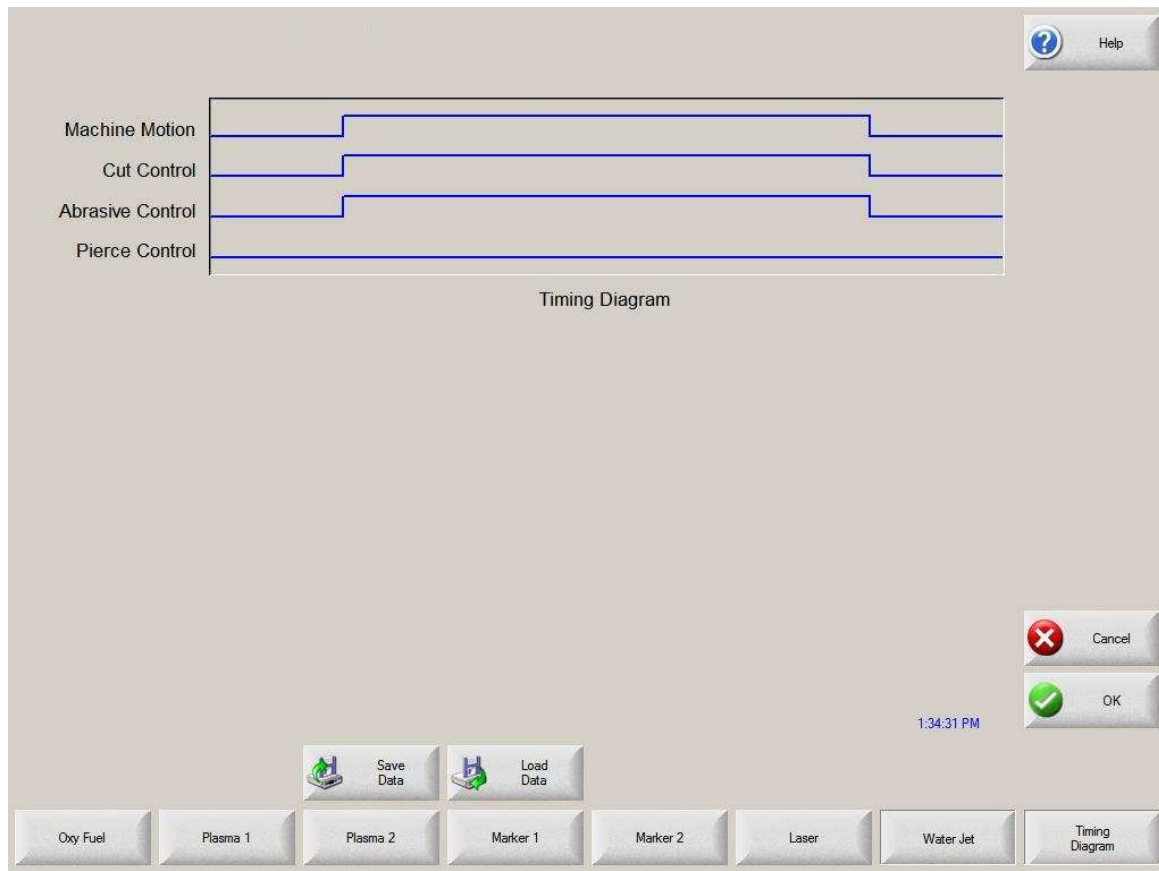 Help
Machine Motion
Cut Control
Abrasive Control
Pierce Control
Timing Diagram
Cancel
OK
1:34:31 PM
Save
Data
Load
Data
Oxy Fuel
Plasma 1
Plasma 2
Marker 1
Marker 2
Laser
Water Jet
Timing
Diagram